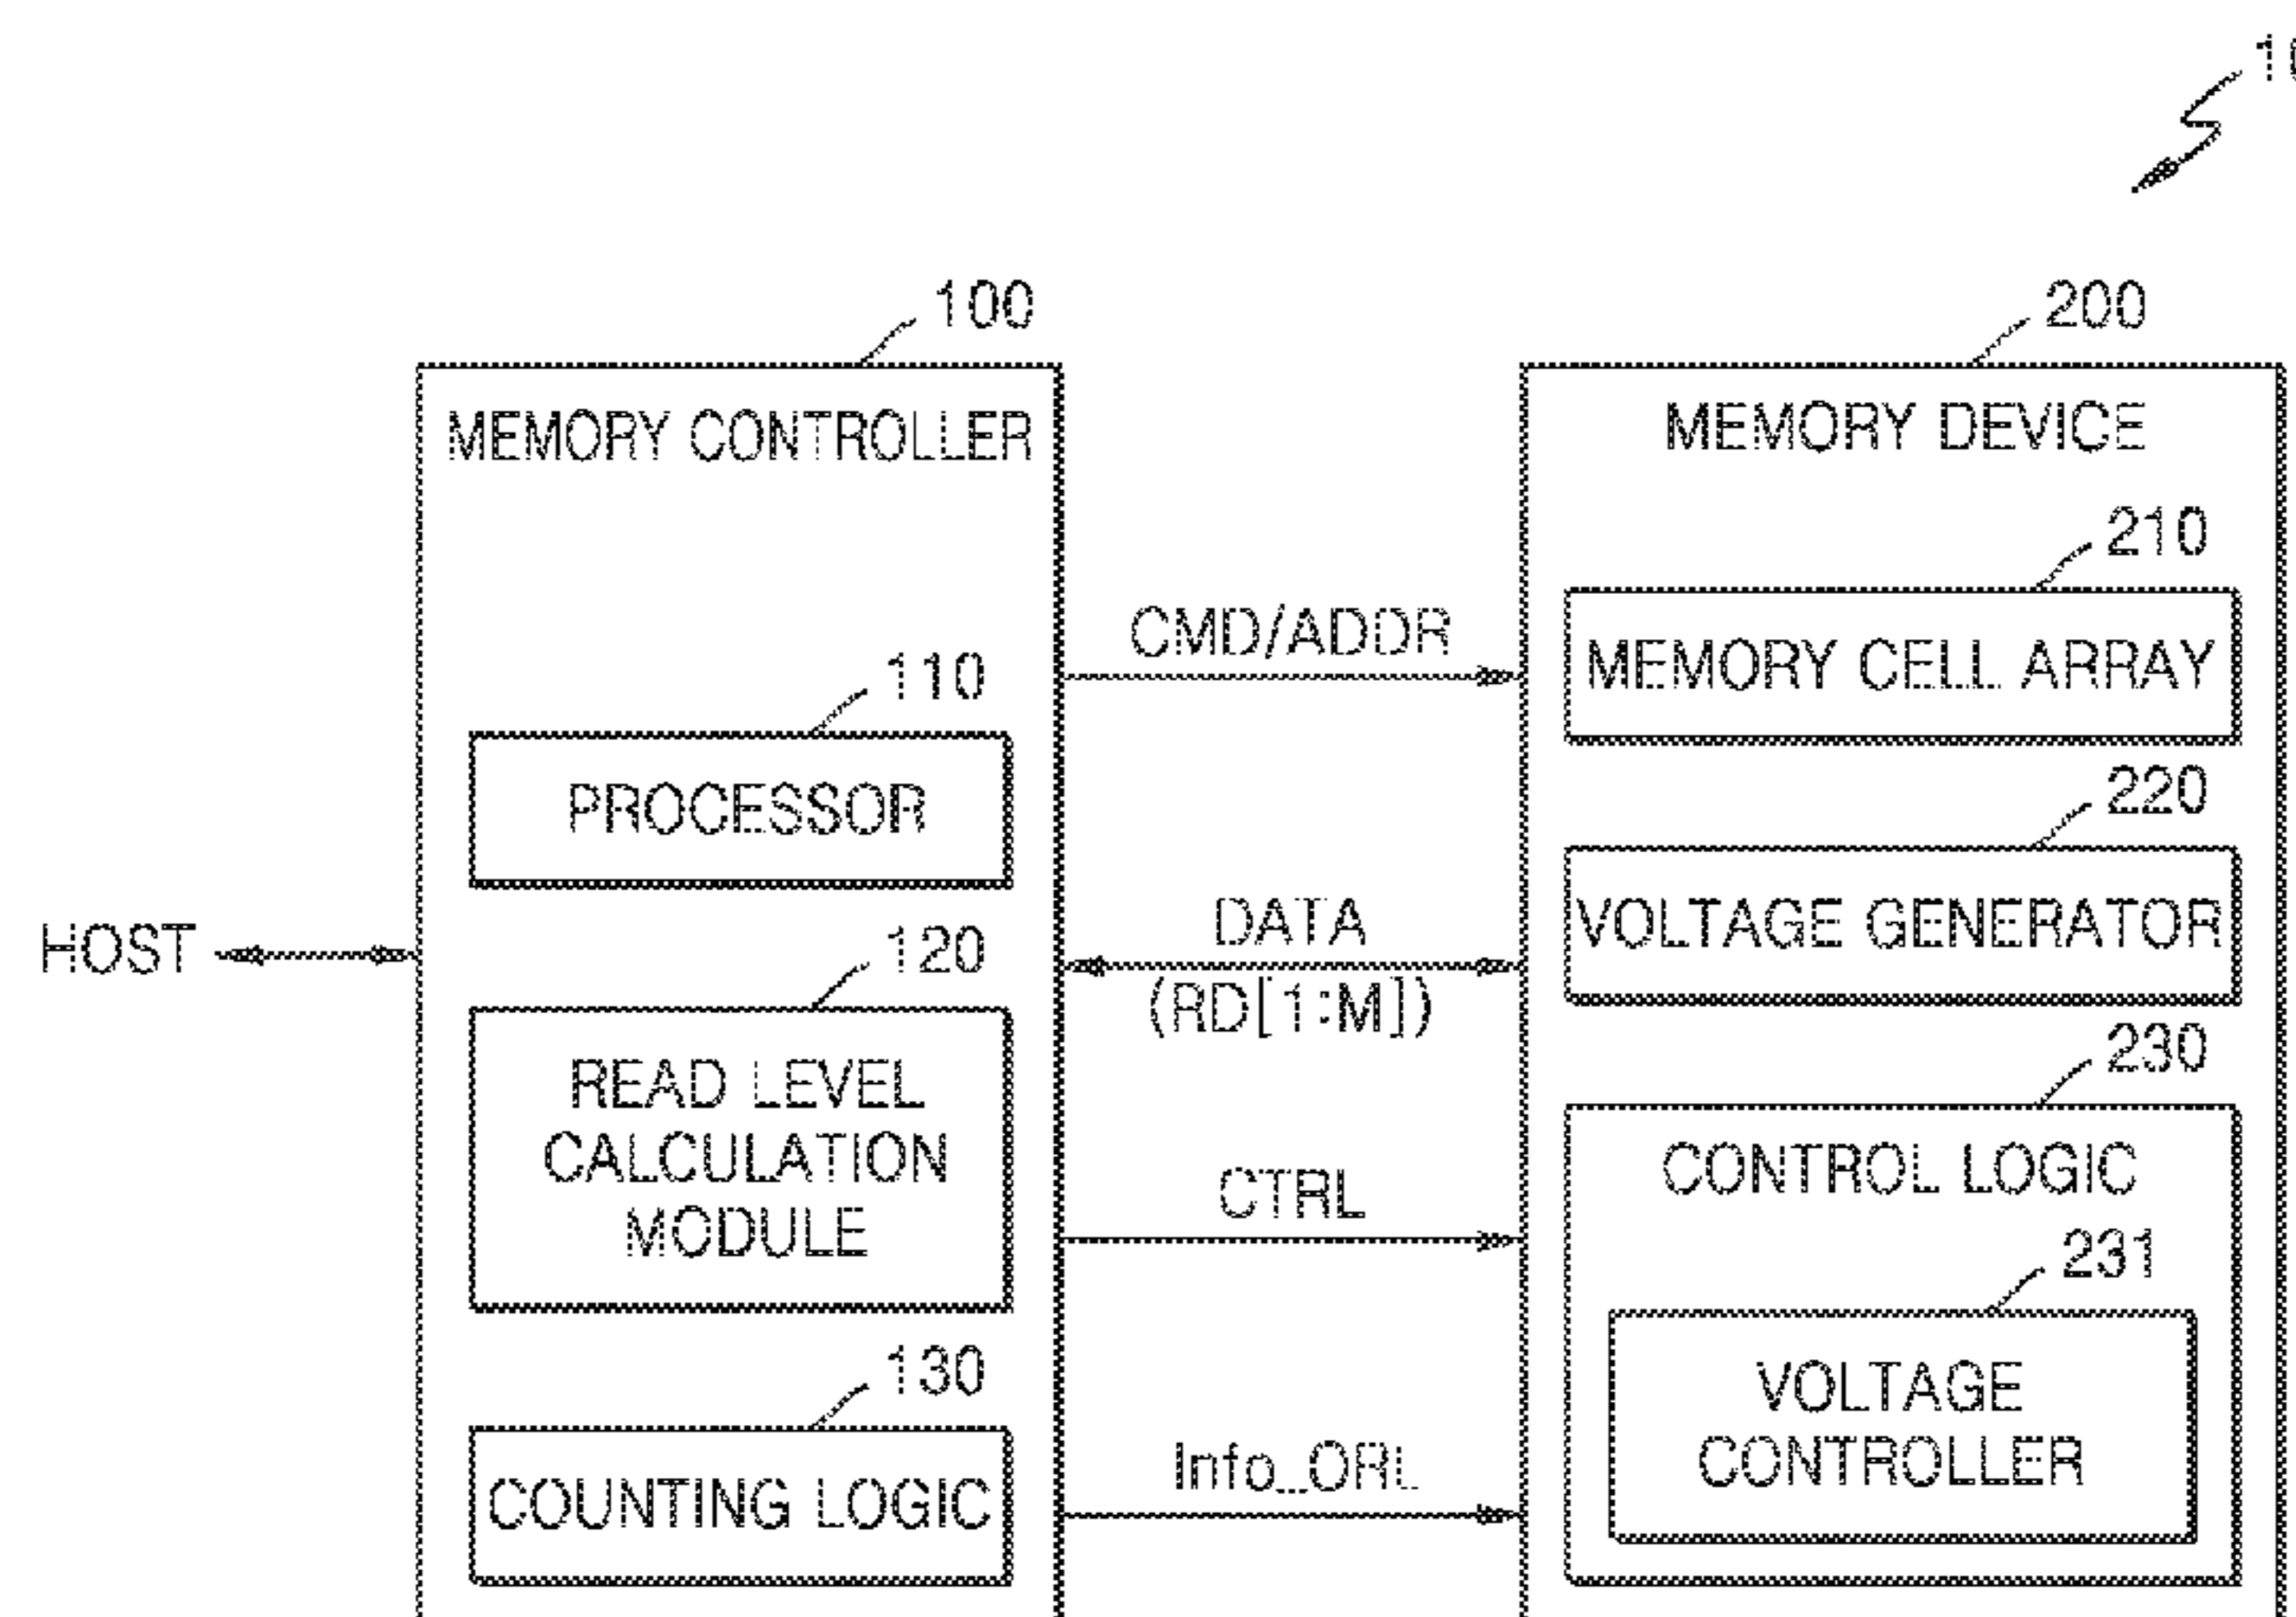 10
100
200
MEMORY CONTROLLER
MEMORY DEVICE
210
CMD/ADDR
MEMORY CELL ARRAY
110
PROCESSOR
220
HOST
DATA
(RD[1:M])
VOLTAGE GENERATOR
120
READ LEVEL
CALCULATION
MODULE
230
CONTROL LOGIC
CTRL
231
VOLTAGE
CONTROLLER
130
COUNTING LOGIC
Info_ORL